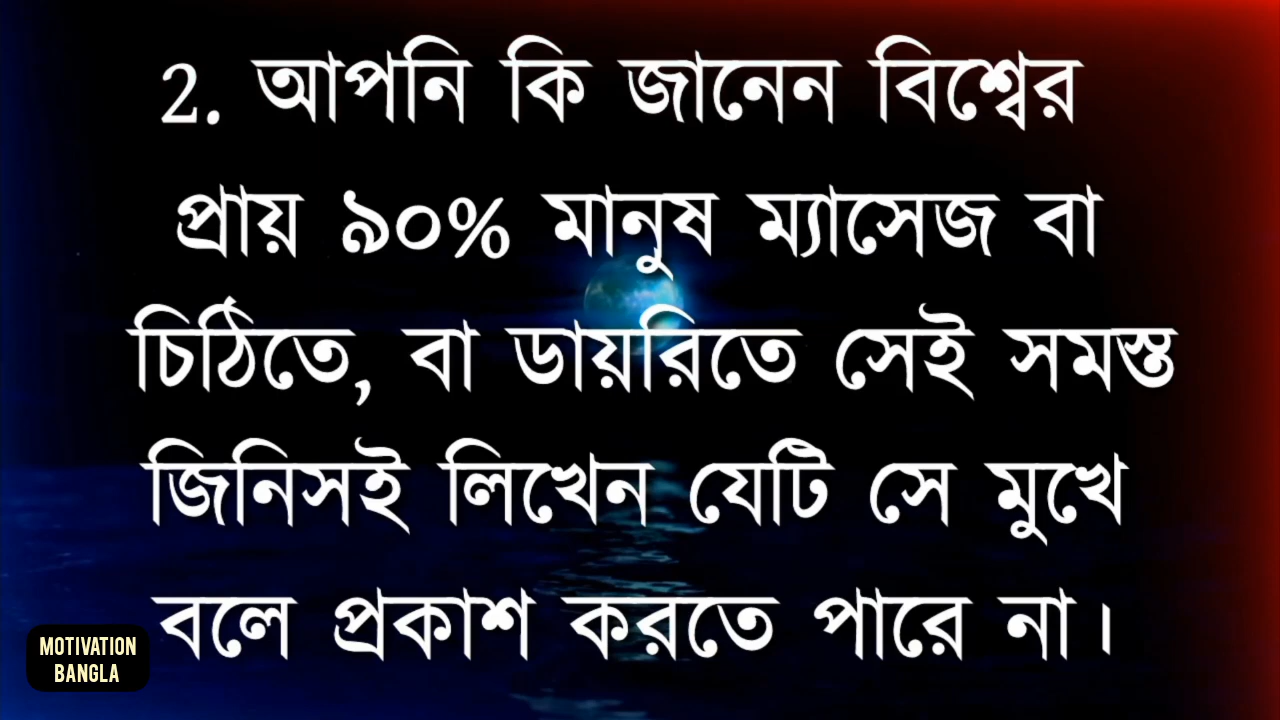 2. আপনি কি জানেন বিশ্বের
প্রায় ৯০% মানুষ ম্যাসেজ বা
চিঠিতে, বা ডায়রিতে সেই সমস্ত
জিনিসই লিখেন যেটি সে মুখে
বলে প্রকাশ করতে পারে না।
MOTIVATION
BANGLA